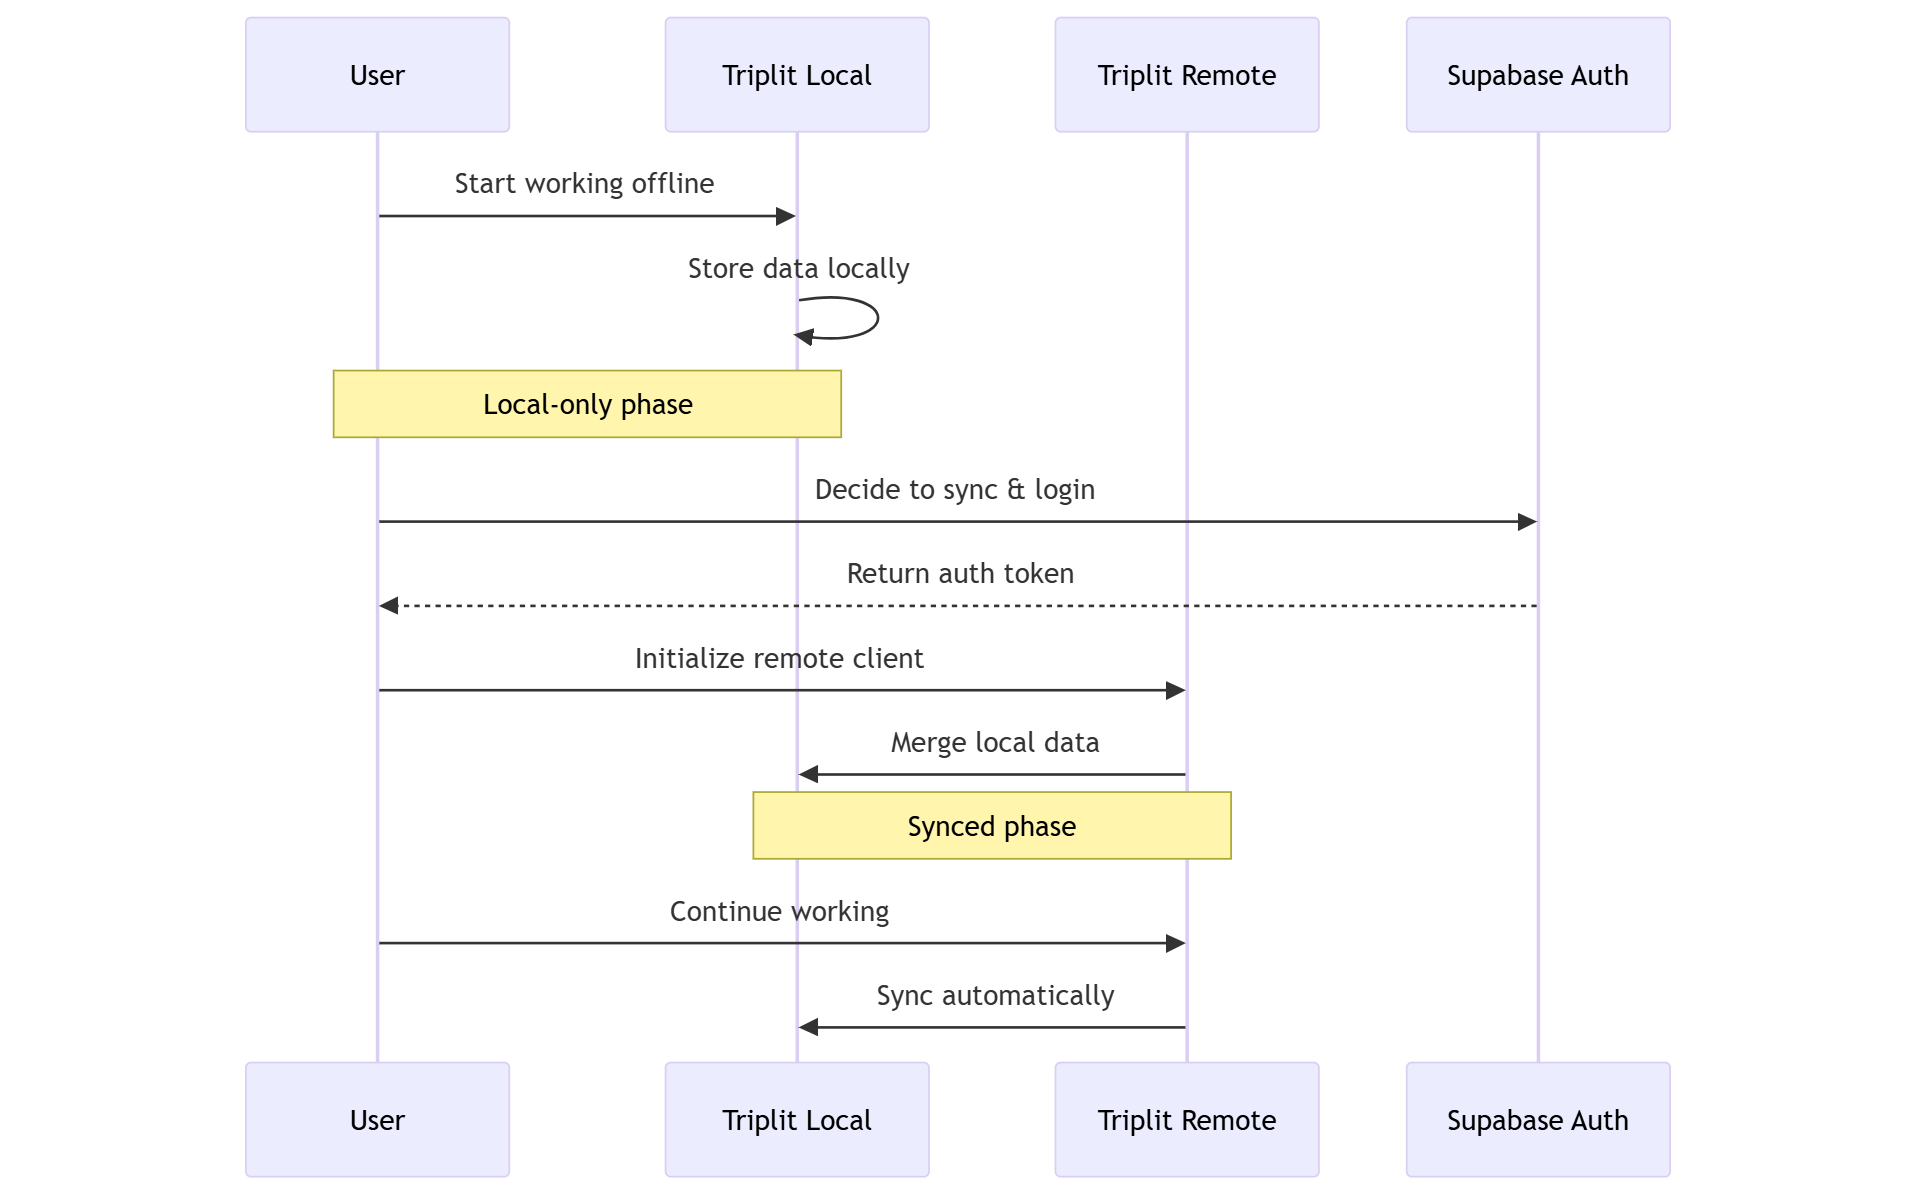 User
Triplit Local
Triplit Remote
Supabase Auth
Start working offline
Store data locally
Local-only phase
Decide to sync & login
Return auth token
Initialize remote client
Merge local data
Synced phase
Continue working
Sync automatically
User
Triplit Local
Triplit Remote
Supabase Auth